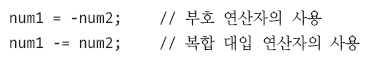 num1 = -num2;    // 부호 연산자의 사용
num1 -= num2;    // 복합 대입 연산자의 사용